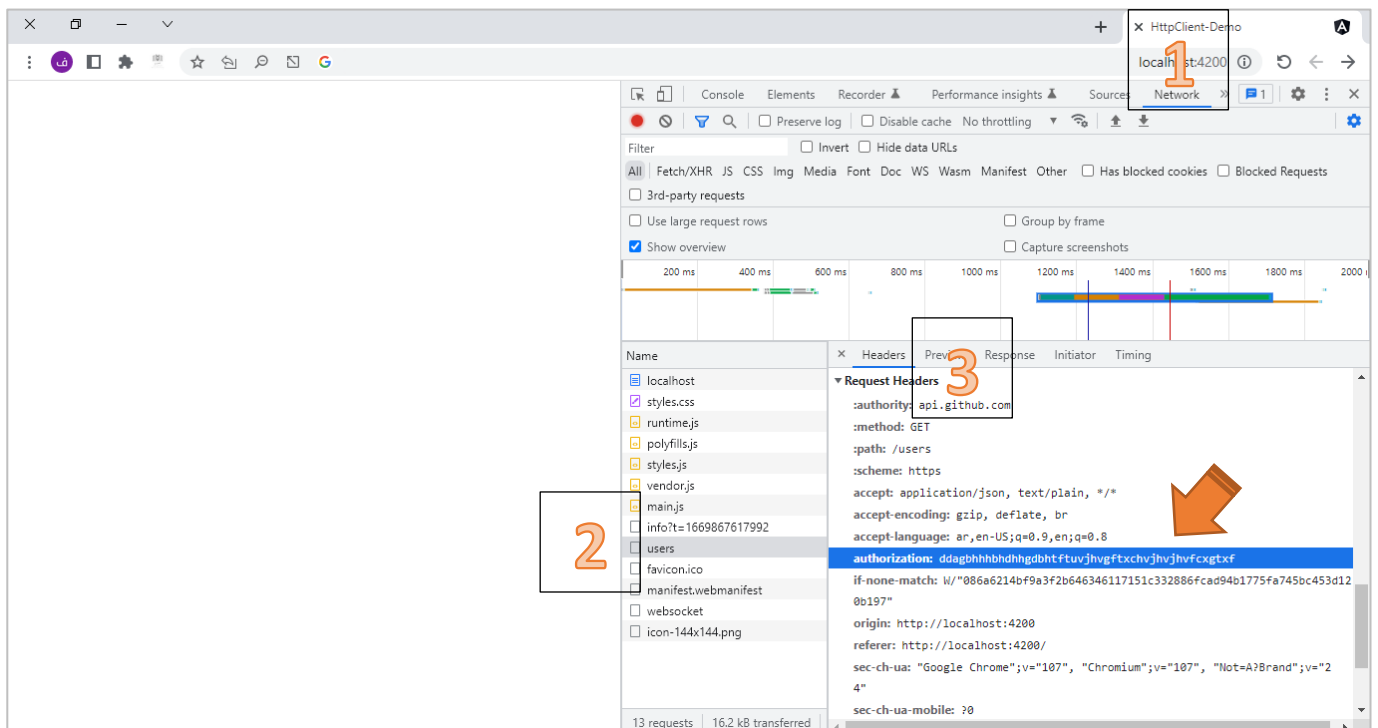 HttpClient-Demo
localhost:4200
ف
Console Elements Recorder Performance insights Sources Network » 1
Preserve log Disable cache No throttling
Filter Invert Hide data URLs
All Fetch/XHR JS CSS Img Media Font Doc WS Wasm Manifest Other Has blocked cookies Blocked Requests
3rd-party requests
Use large request rows Group by frame
Show overview Capture screenshots
200 ms 400 ms 600 ms 800 ms 1000 ms 1200 ms 1400 ms 1600 ms 1800 ms 2000
1
2
3
Name
localhost
styles.css
runtime.js
polyfills.js
styles.js
vendor.js
main.js
info?t=1669867617992
users
favicon.ico
manifest.webmanifest
websocket
icon-144x144.png
13 requests 16.2 kB transferred
× Headers Preview Response Initiator Timing
Request Headers
:authority: api.github.com
:method: GET
:path: /users
:scheme: https
accept: application/json, text/plain, */*
accept-encoding: gzip, deflate, br
accept-language: ar,en-US;q=0.9,en;q=0.8
authorization: ddagbhhhbhdhhgdbhtftuvjhvgftxchvjhvjhvfcxgtxf
if-none-match: W/"086a6214bf9a3f2b646346117151c332886fcad94b1775fa745bc453d12
0b197"
origin: http://localhost:4200
referer: http://localhost:4200/
sec-ch-ua: "Google Chrome";v="107", "Chromium";v="107", "Not=A?Brand";v="2
4"
sec-ch-ua-mobile: ?0